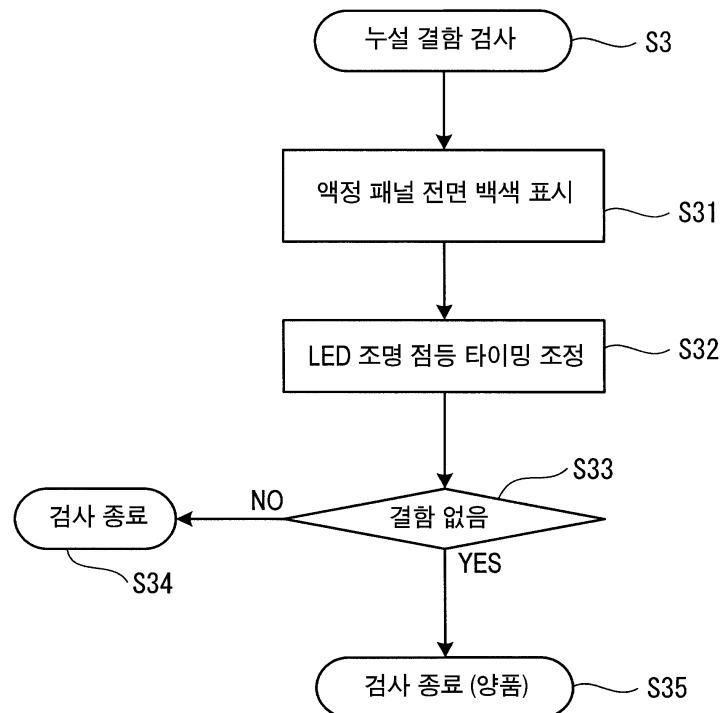 누설 결함 검사
S3
액정 패널 전면 백색 표시
S31
LED 조명 점등 타이밍 조정
S32
S33
검사 종료
NO
결함 없음
YES
S34
검사 종료 (양품)
S35